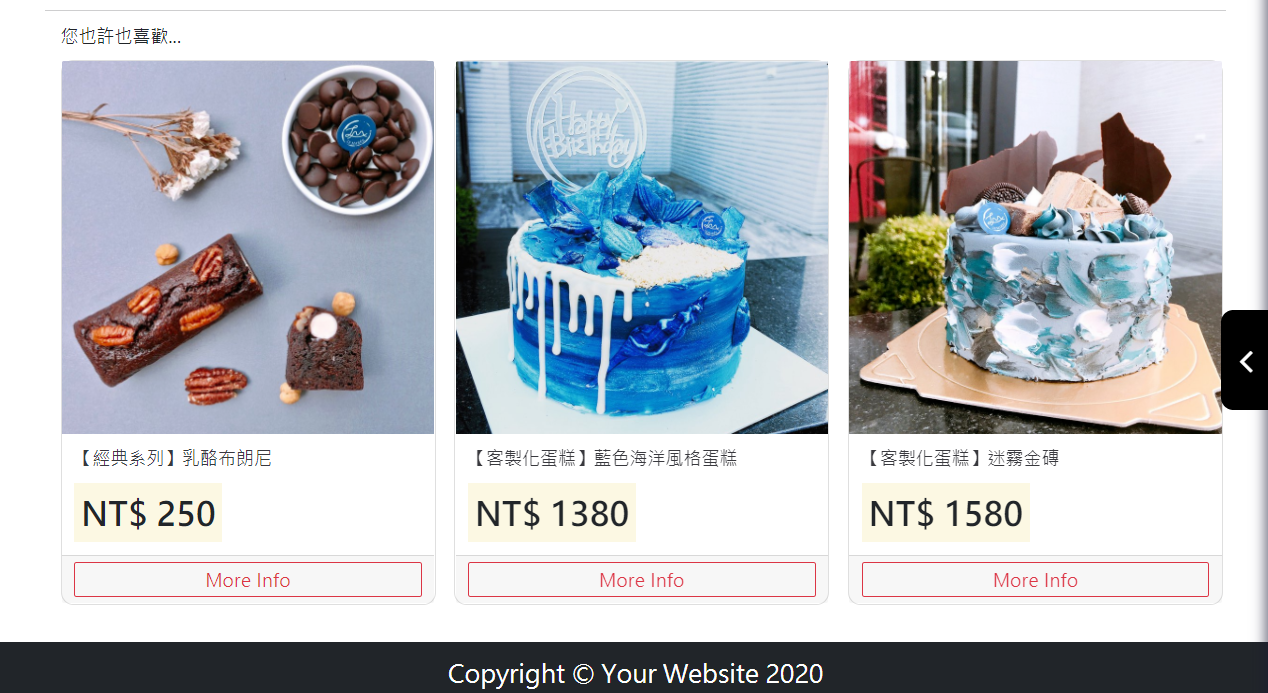 您也許也喜歡...
Happy
Birthday
【經典系列】乳酪布朗尼
【客製化蛋糕】藍色海洋風格蛋糕
【客製化蛋糕】迷霧金磚
NT$ 250
NT$ 1380
NT$ 1580
More Info
More Info
More Info
Copyright © Your Website 2020